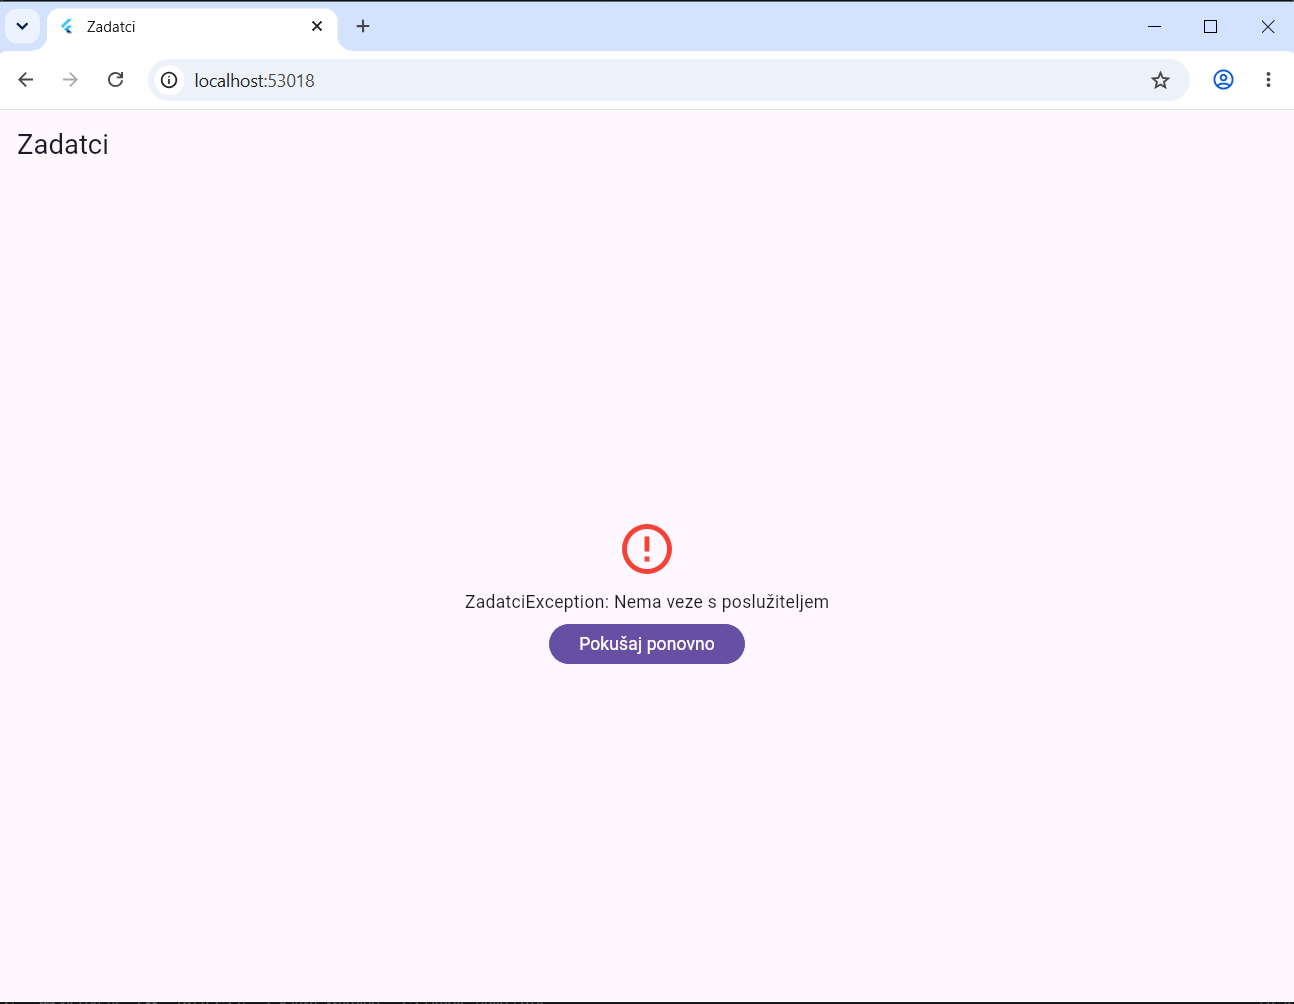 Zadatci
localhost:53018
Zadatci
ZadatciException: Nema veze s poslužiteljem
Pokušaj ponovno